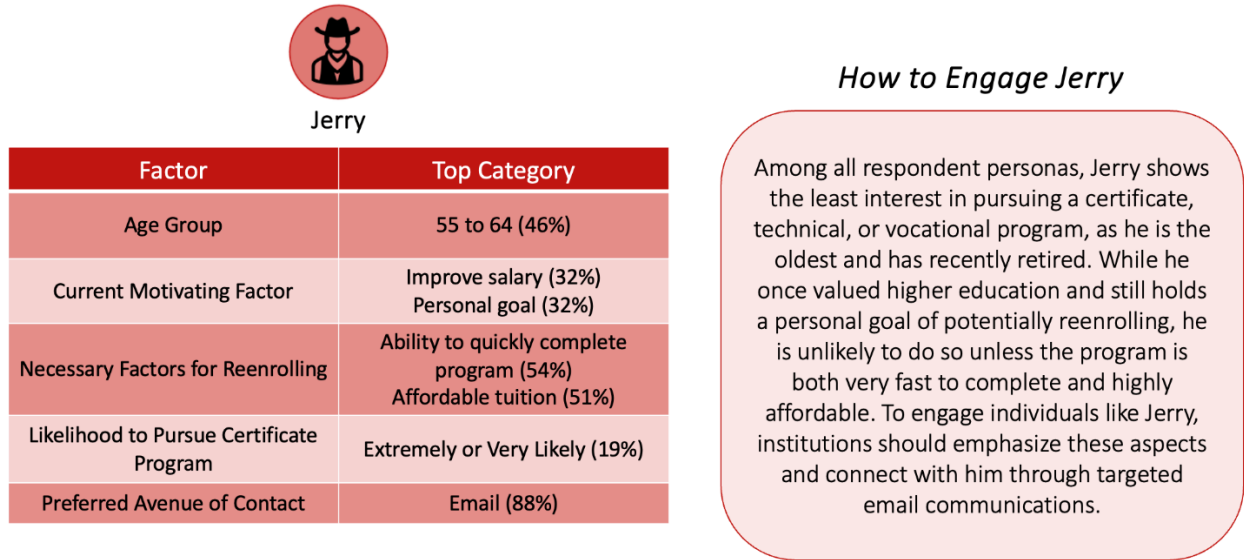 Jerry
Factor Top Category
Age Group 55 to 64 (46%)
Current Motivating Factor Improve salary (32%)
Personal goal (32%)
Necessary Factors for Reenrolling Ability to quickly complete
program (54%)
Affordable tuition (51%)
Likelihood to Pursue Certificate
Program Extremely or Very Likely (19%)
Preferred Avenue of Contact Email (88%)
How to Engage Jerry
Among all respondent personas, Jerry shows
the least interest in pursuing a certificate,
technical, or vocational program, as he is the
oldest and has recently retired. While he
once valued higher education and still holds
a personal goal of potentially reenrolling, he
is unlikely to do so unless the program is
both very fast to complete and highly
affordable. To engage individuals like Jerry,
institutions should emphasize these aspects
and connect with him through targeted
email communications.